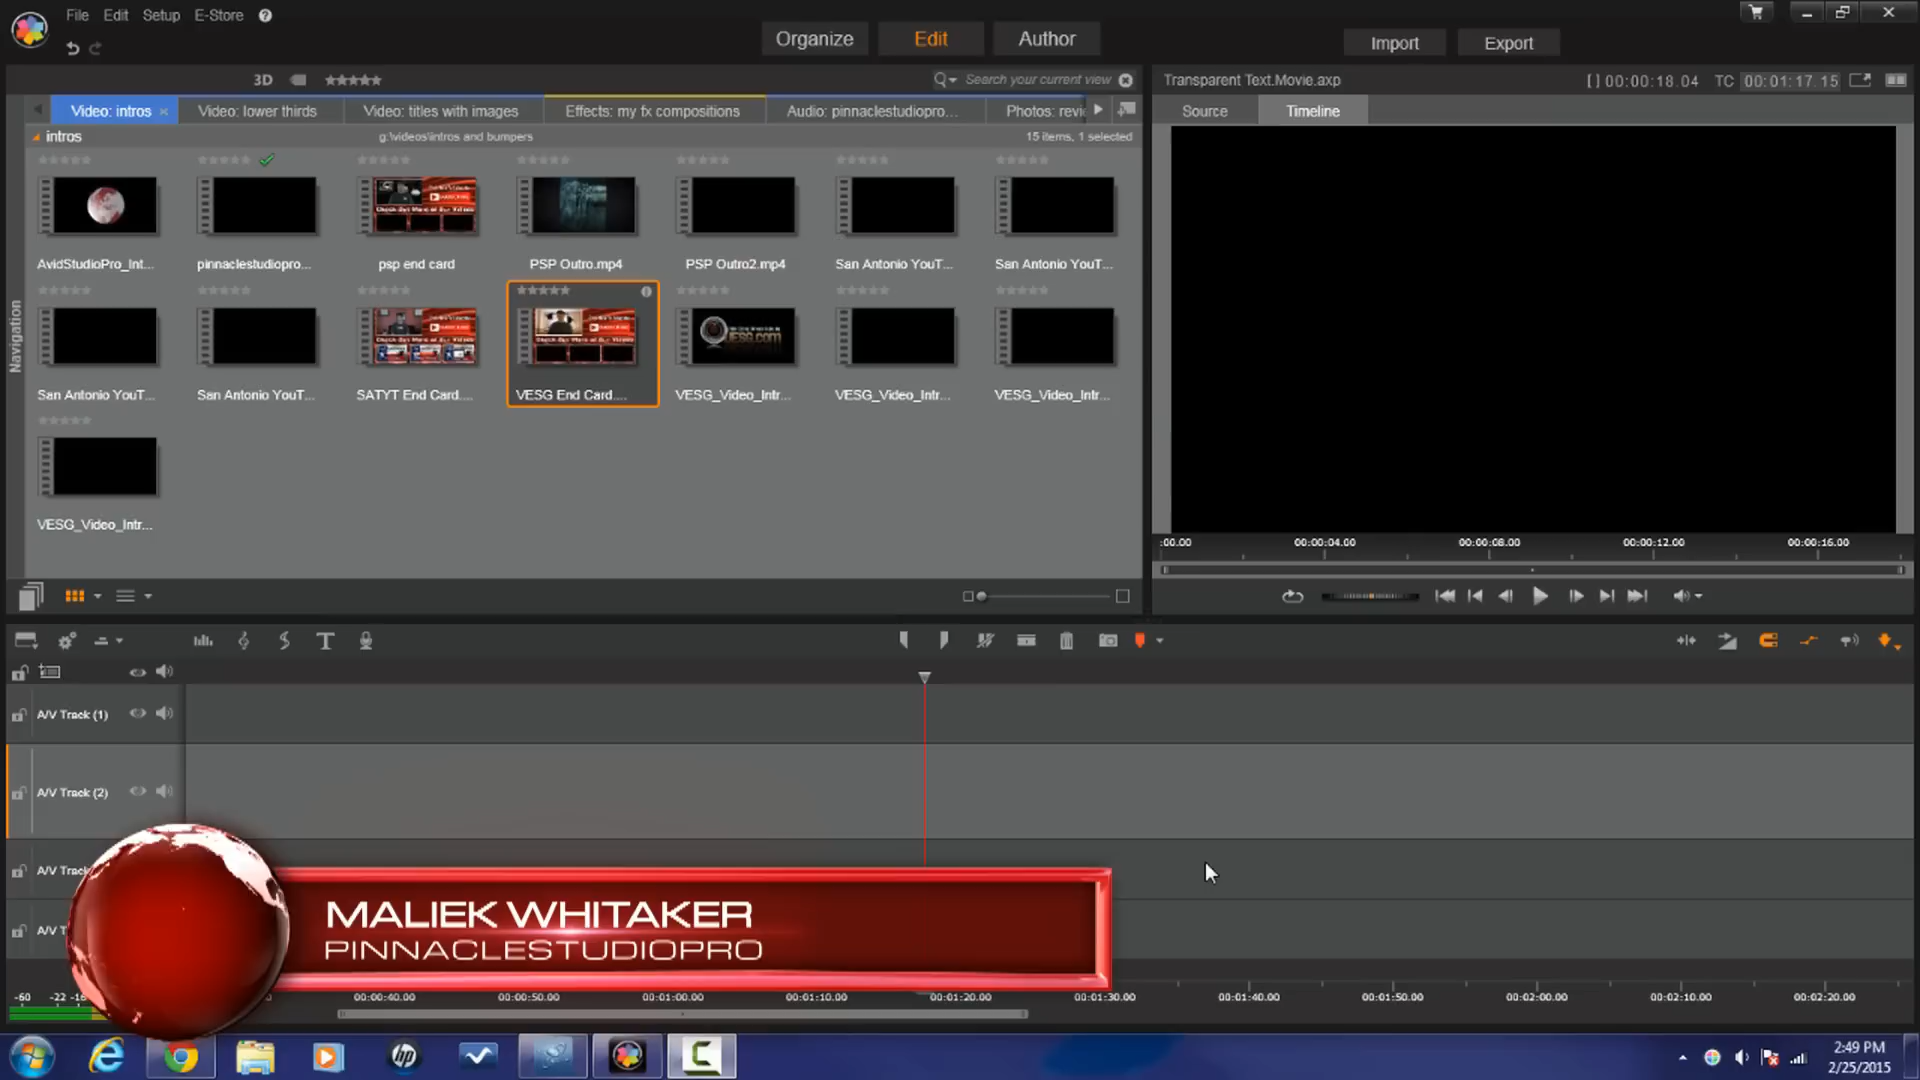 File Edit Setup E-Store
Organize Edit Author
Import Export
3D
Search your current view
Transparent Text.Movie.axp
[ ] 00:00:18.04 TC 00:01:17.15
Video: intros Video: lower thirds Video: titles with images Effects: my fx compositions Audio: pinnaclestudiopro... Photos: revi
Source Timeline
intros g:\videos\intros and bumpers 15 items, 1 selected
Navigation
AvidStudioPro_Int... pinnaclestudiopro... psp end card PSP Outro.mp4 PSP Outro2.mp4 San Antonio YouT... San Antonio YouT...
San Antonio YouT... San Antonio YouT... SATYT End Card.... VESG End Card.... VESG_Video_Intr... VESG_Video_Intr... VESG_Video_Intr...
VESG_Video_Intr...
:00.00 00:00:04.00 00:00:08.00 00:00:12.00 00:00:16.00
A/V Track (1)
A/V Track (2)
A/V Track
A/V T
MALIEK WHITAKER
PINNACLESTUDIOPRO
-60 -22 -16 00:00:40.00 00:00:50.00 00:01:00.00 00:01:10.00 00:01:20.00 00:01:30.00 00:01:40.00 00:01:50.00 00:02:00.00 00:02:10.00 00:02:20.00
hp
2:49 PM
2/25/2015